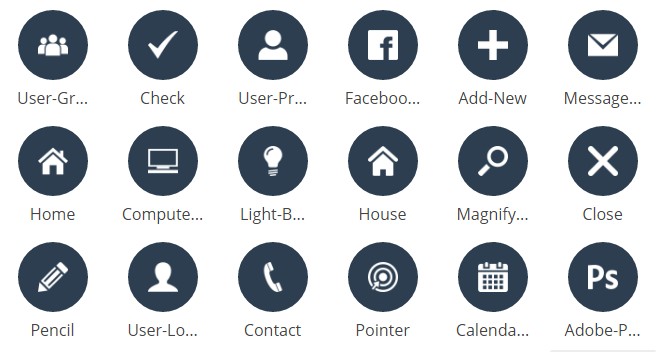 User-Gr...
Check
User-Pr...
Faceboo...
Add-New
Message...
Home
Compute...
Light-B...
House
Magnify...
Close
Ps
Pencil
User-Lo...
Contact
Pointer
Calenda...
Adobe-P...